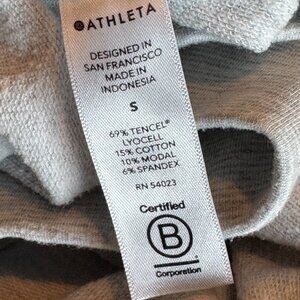 ATHLETA
DESIGNED IN
SAN FRANCISCO
MADE IN
INDONESIA
S
69% TENCEL®
LYOCELL
15% COTTON
10% MODAL
6% SPANDEX
RN 54023
Certified
B
Corporation